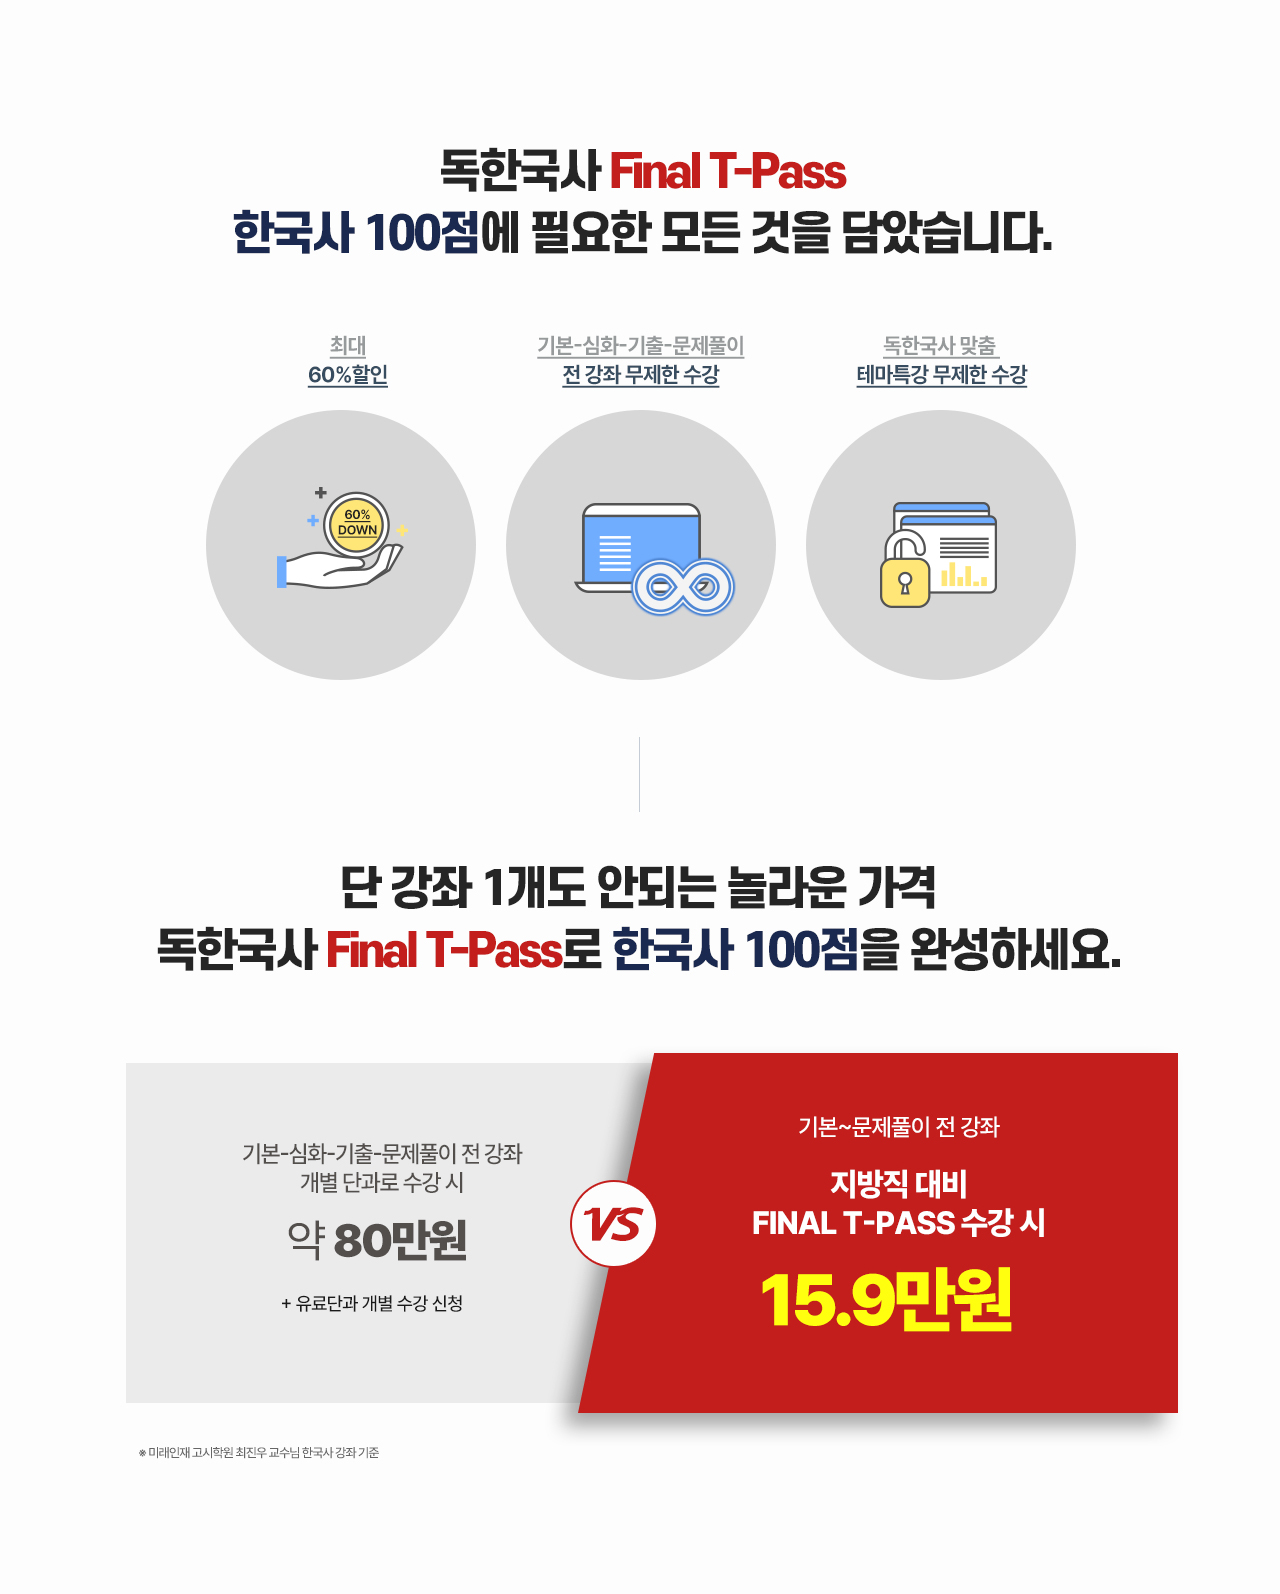 독한국사 Final T-Pass
한국사 100점에 필요한 모든 것을 담았습니다.
최대
60%할인
기본-심화-기출-문제풀이
전 강좌 무제한 수강
독한국사 맞춤
테마특강 무제한 수강
60%
DOWN
단 강좌 1개도 안되는 놀라운 가격
독한국사 Final T-Pass로 한국사 100점을 완성하세요.
기본-심화-기출-문제풀이 전 강좌
개별 단과로 수강 시
약 80만원
+ 유료단과 개별 수강 신청
VS
기본~문제풀이 전 강좌
지방직 대비
FINAL T-PASS 수강 시
15.9만원
※ 미래인재 고시학원 최진우 교수님 한국사 강좌 기준